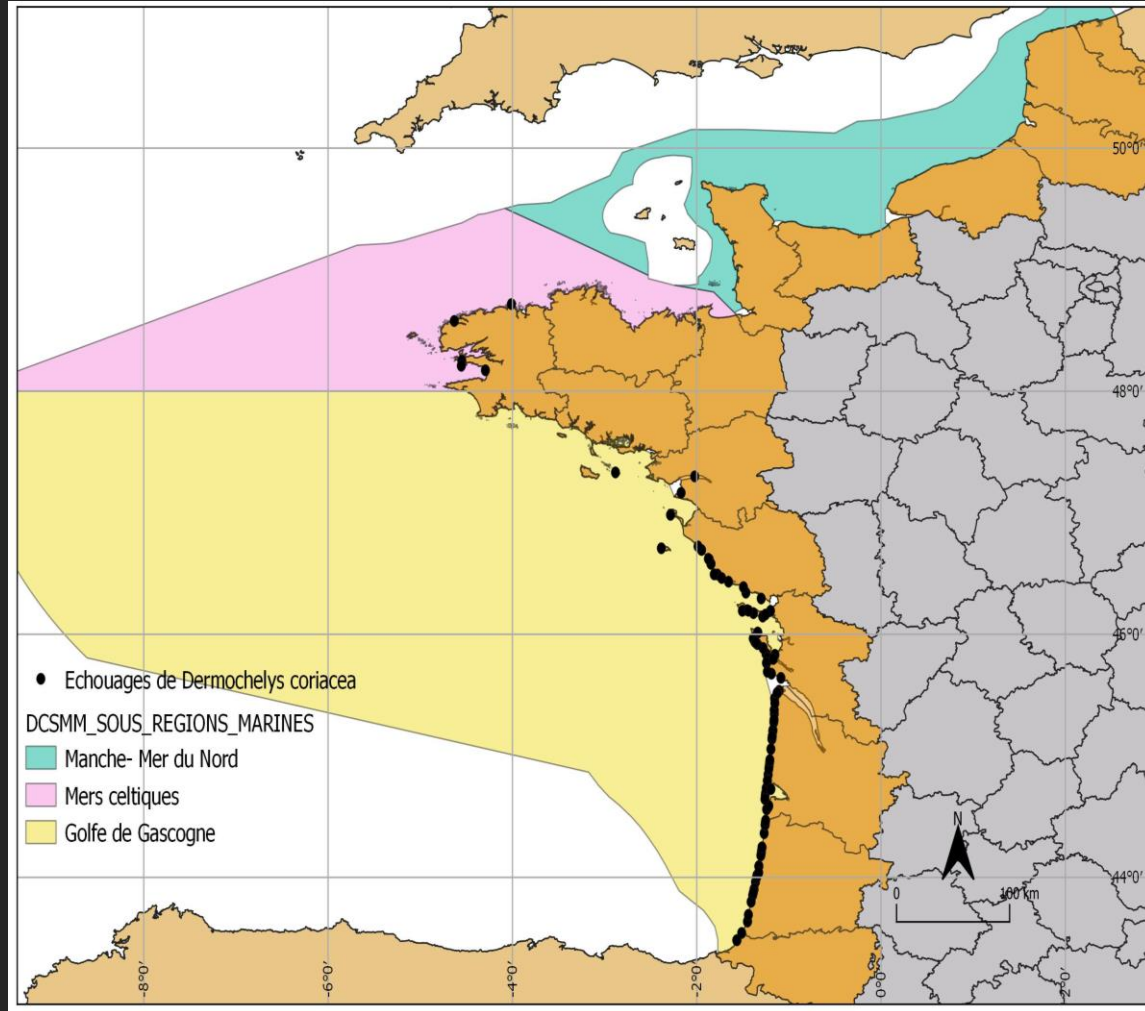 50°0'
48°0'
46°0'
Echouages de Dermochelys coriacea
DCSMM_SOUS_REGIONS_MARINES
Manche- Mer du Nord
Mers celtiques
Golfe de Gascogne
N
44°0'
0
100 km
-8°0'
-6°0'
-4°0'
-2°0'
0°0'
2°0'